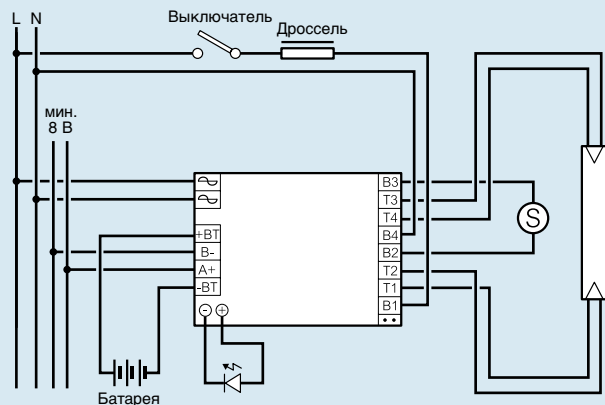 L N
Выключатель
Дроссель
мин.
8 В
B3
T3
T4
+BT
B4
B-
B2
A+
T2
-BT
T1
B1
S
Батарея